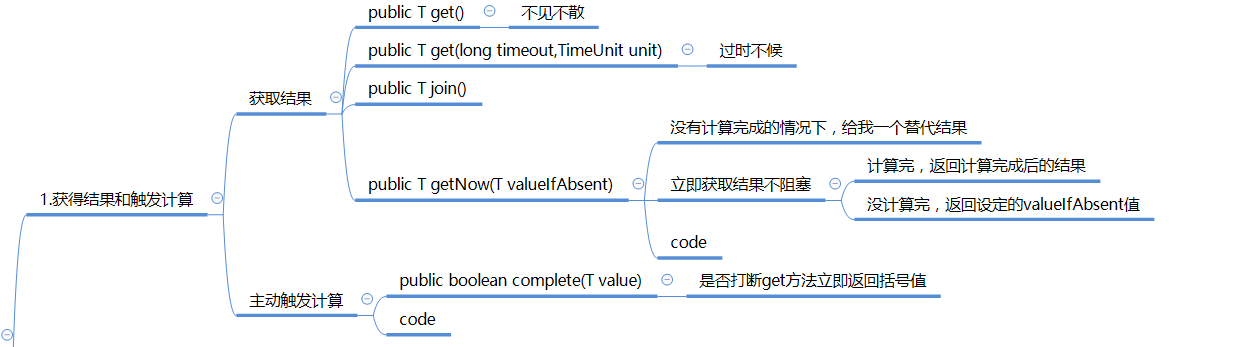 public T get()
不见不散
public T get(long timeout,TimeUnit unit)
过时不候
public T join()
获取结果
没有计算完成的情况下，给我一个替代结果
计算完，返回计算完成后的结果
public T getNow(T valueIfAbsent)
立即获取结果不阻塞
没计算完，返回设定的valueIfAbsent值
1.获得结果和触发计算
code
public boolean complete(T value)
是否打断get方法立即返回括号值
主动触发计算
code